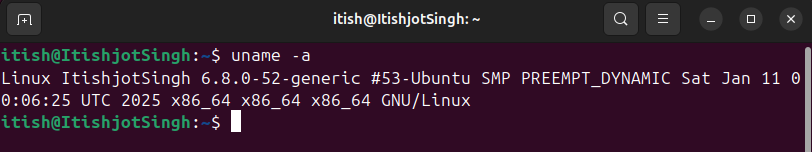 itish@ItishjotSingh: ~
itish@ItishjotSingh:~$ uname -a
Linux ItishjotSingh 6.8.0-52-generic #53-Ubuntu SMP PREEMPT_DYNAMIC Sat Jan 11 0
0:06:25 UTC 2025 x86_64 x86_64 x86_64 GNU/Linux
itish@ItishjotSingh:~$